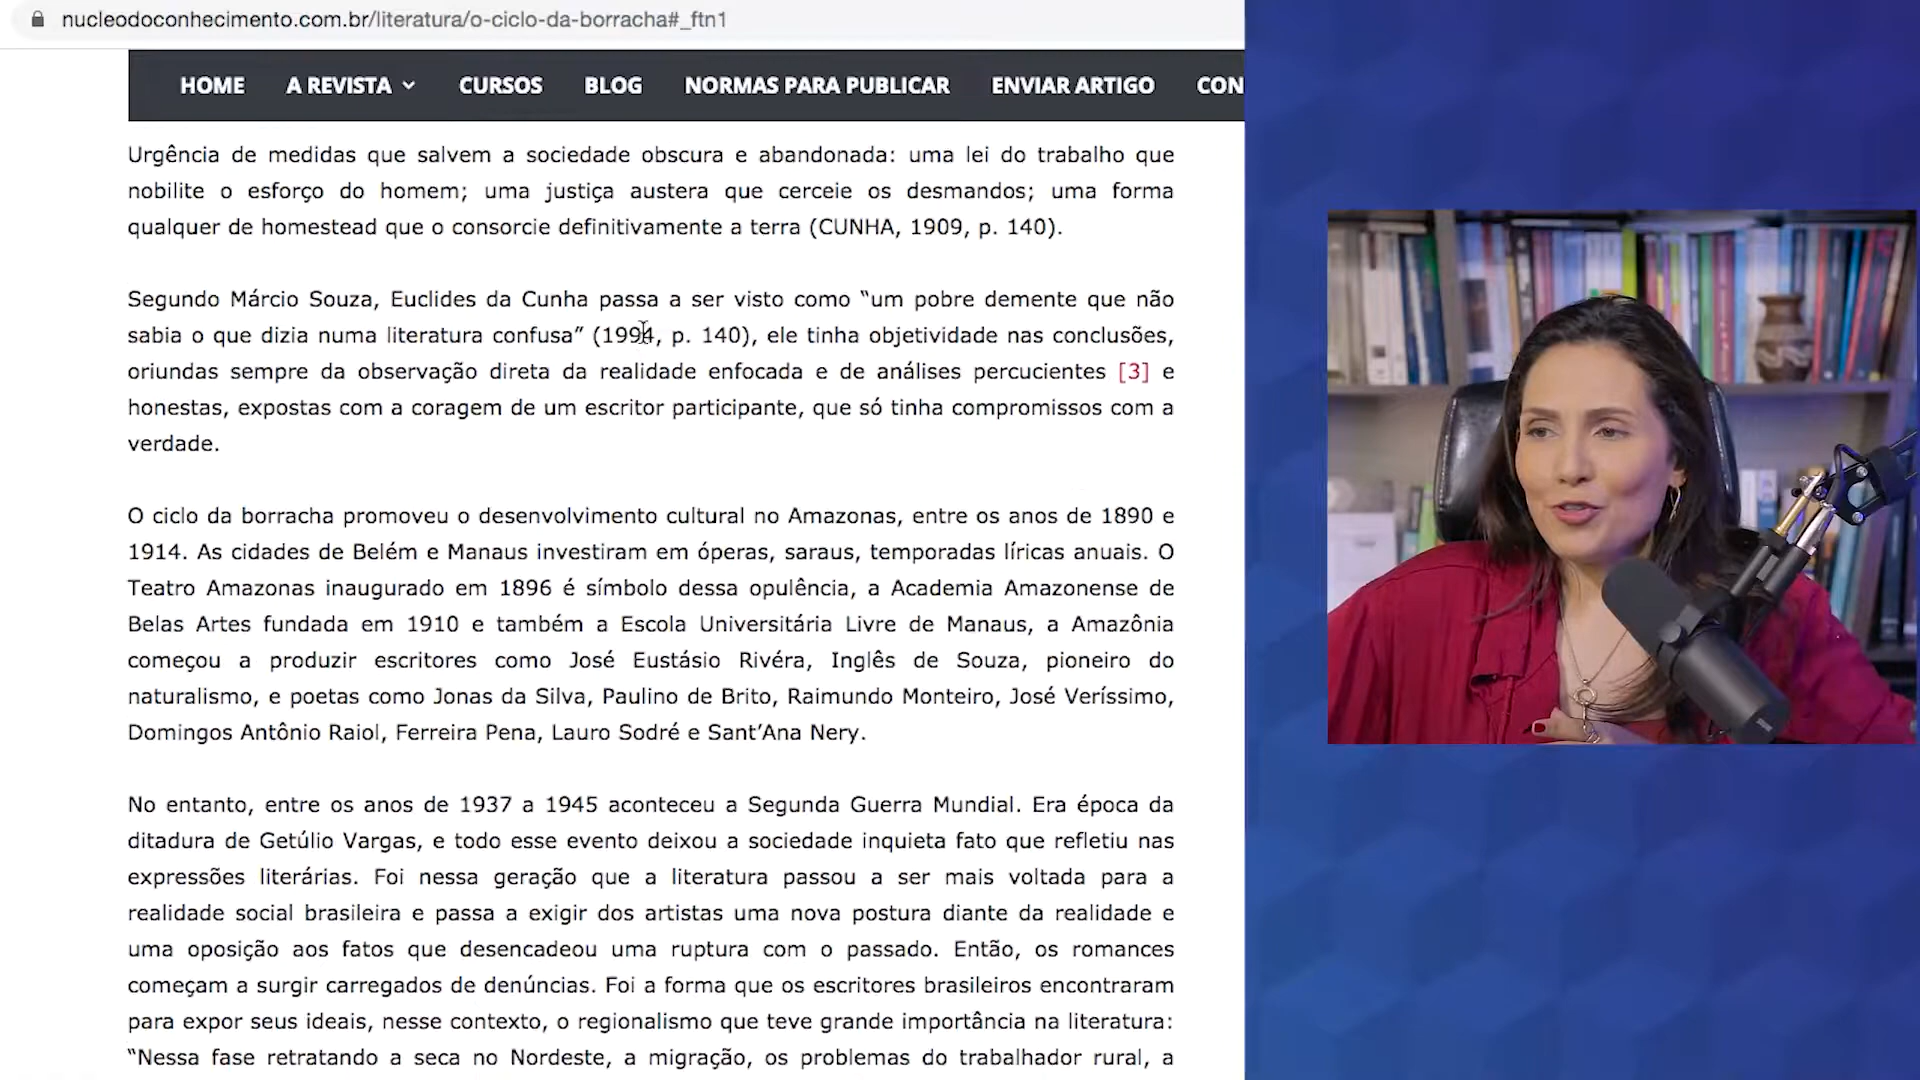 nucleodoconhecimento.com.br/literatura/o-ciclo-da-borracha#_ftn1
HOME A REVISTA CURSOS BLOG NORMAS PARA PUBLICAR ENVIAR ARTIGO CON
Urgência de medidas que salvem a sociedade obscura e abandonada: uma lei do trabalho que
nobilite o esforço do homem; uma justiça austera que cerceie os desmandos; uma forma
qualquer de homestead que o consorcie definitivamente a terra (CUNHA, 1909, p. 140).
Segundo Márcio Souza, Euclides da Cunha passa a ser visto como “um pobre demente que não
sabia o que dizia numa literatura confusa” (1994, p. 140), ele tinha objetividade nas conclusões,
oriundas sempre da observação direta da realidade enfocada e de análises percucientes [3] e
honestas, expostas com a coragem de um escritor participante, que só tinha compromissos com a
verdade.
O ciclo da borracha promoveu o desenvolvimento cultural no Amazonas, entre os anos de 1890 e
1914. As cidades de Belém e Manaus investiram em óperas, saraus, temporadas líricas anuais. O
Teatro Amazonas inaugurado em 1896 é símbolo dessa opulência, a Academia Amazonense de
Belas Artes fundada em 1910 e também a Escola Universitária Livre de Manaus, a Amazônia
começou a produzir escritores como José Eustásio Rivéra, Inglês de Souza, pioneiro do
naturalismo, e poetas como Jonas da Silva, Paulino de Brito, Raimundo Monteiro, José Veríssimo,
Domingos Antônio Raiol, Ferreira Pena, Lauro Sodré e Sant’Ana Nery.
No entanto, entre os anos de 1937 a 1945 aconteceu a Segunda Guerra Mundial. Era época da
ditadura de Getúlio Vargas, e todo esse evento deixou a sociedade inquieta fato que refletiu nas
expressões literárias. Foi nessa geração que a literatura passou a ser mais voltada para a
realidade social brasileira e passa a exigir dos artistas uma nova postura diante da realidade e
uma oposição aos fatos que desencadeou uma ruptura com o passado. Então, os romances
começam a surgir carregados de denúncias. Foi a forma que os escritores brasileiros encontraram
para expor seus ideais, nesse contexto, o regionalismo que teve grande importância na literatura:
“Nessa fase retratando a seca no Nordeste, a migração, os problemas do trabalhador rural, a